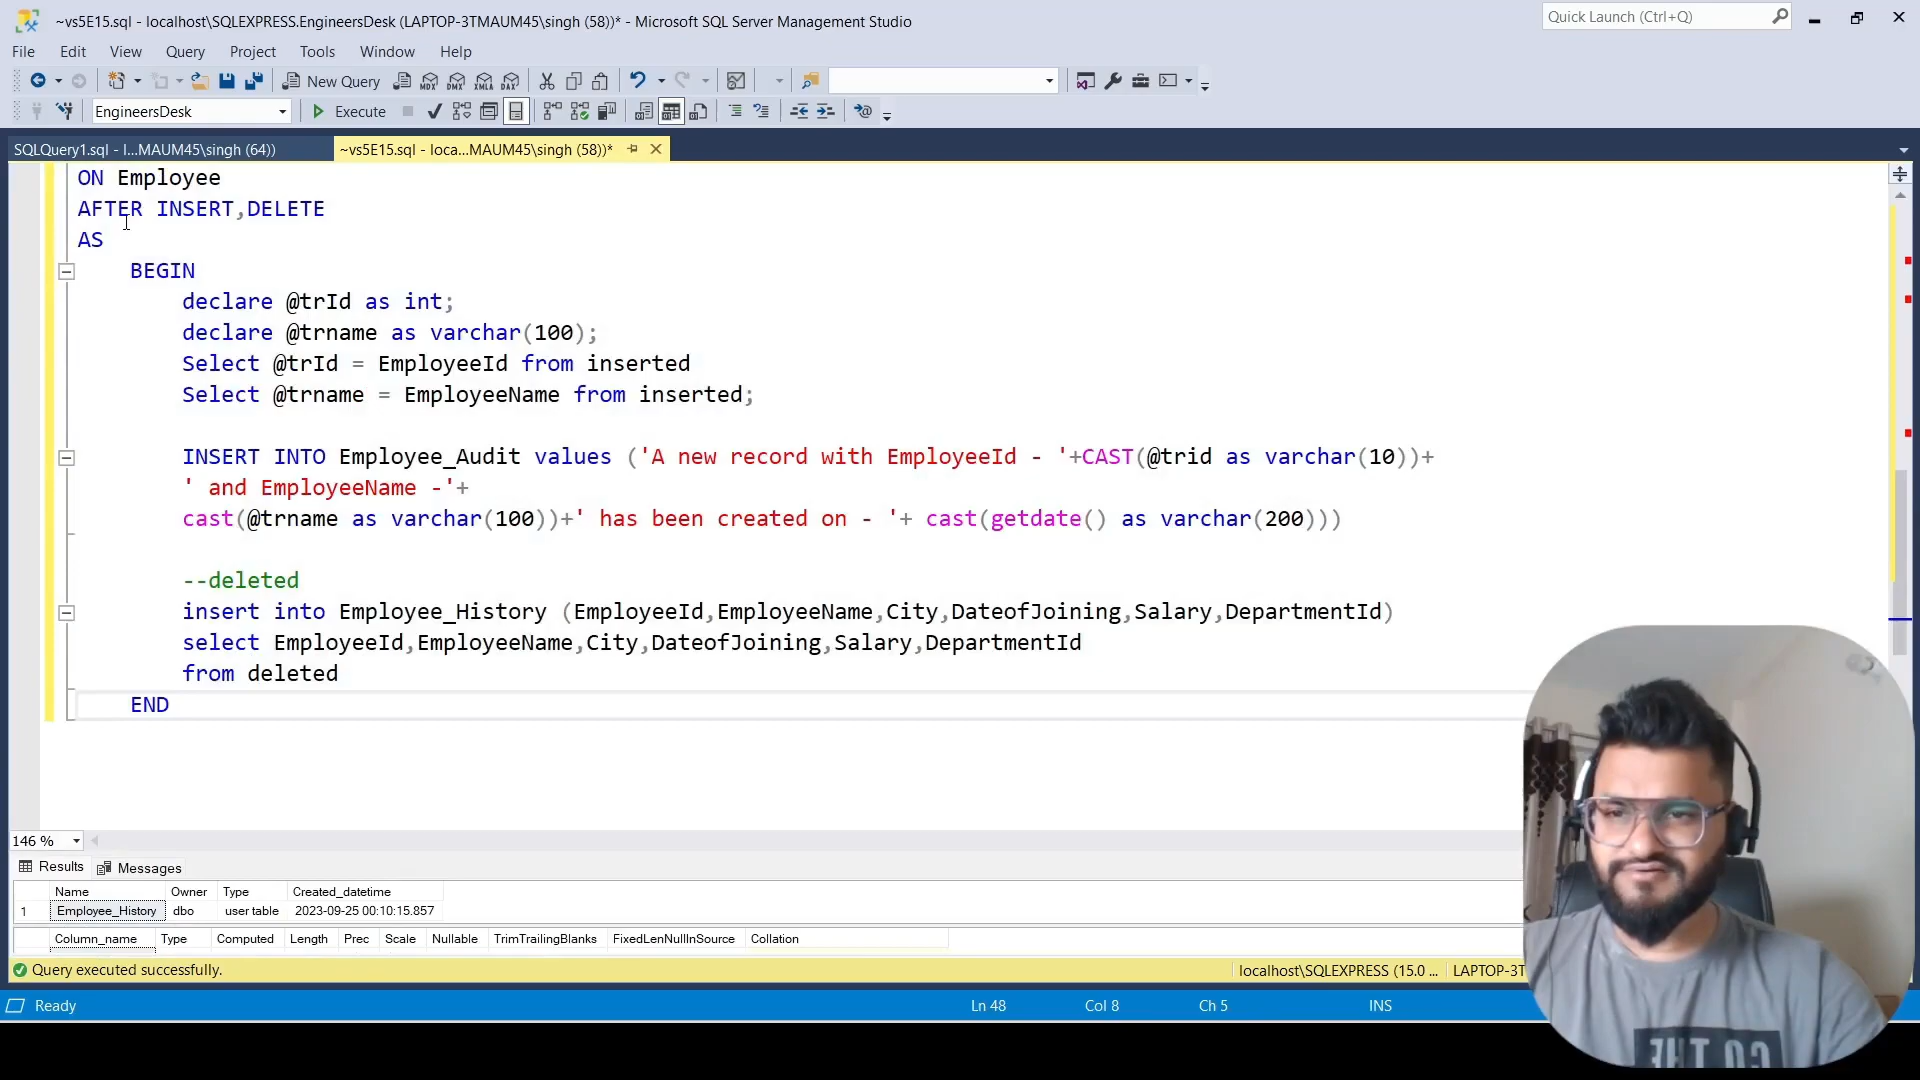 ~vs5E15.sql - localhost\SQLEXPRESS.EngineersDesk (LAPTOP-3TMAUM45\singh (58))* - Microsoft SQL Server Management Studio
Quick Launch (Ctrl+Q)
File Edit View Query Project Tools Window Help
New Query
EngineersDesk
Execute
SQLQuery1.sql - l...MAUM45\singh (64))
~vs5E15.sql - loca...MAUM45\singh (58))*
ON Employee
AFTER INSERT,DELETE
AS
BEGIN
declare @trId as int;
declare @trname as varchar(100);
Select @trId = EmployeeId from inserted
Select @trname = EmployeeName from inserted;
INSERT INTO Employee_Audit values ('A new record with EmployeeId - '+CAST(@trid as varchar(10))+
' and EmployeeName -'+
cast(@trname as varchar(100))+' has been created on - '+ cast(getdate() as varchar(200)))
--deleted
insert into Employee_History (EmployeeId,EmployeeName,City,DateofJoining,Salary,DepartmentId)
select EmployeeId,EmployeeName,City,DateofJoining,Salary,DepartmentId
from deleted
END
146 %
Results Messages
Name Owner Type Created_datetime
1 Employee_History dbo user table 2023-09-25 00:10:15.857
Column_name Type Computed Length Prec Scale Nullable TrimTrailingBlanks FixedLenNullInSource Collation
Query executed successfully.
localhost\SQLEXPRESS (15.0 ...
LAPTOP-3T
Ready
Ln 48
Col 8
Ch 5
INS